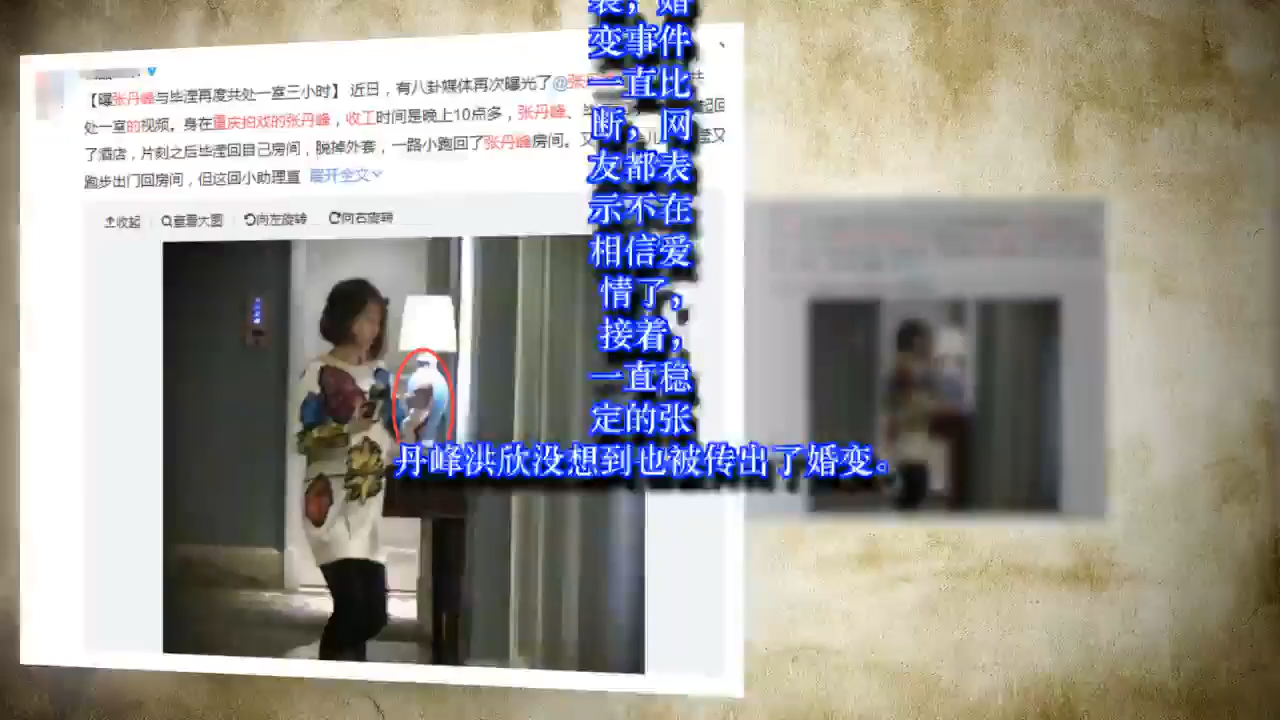 【曝张丹峰与毕滢再度共处一室三小时】 近日，有八卦媒体再次曝光了@张
处一室的视频。身在重庆拍戏的张丹峰，收工时间是晚上10点多，张丹峰、
了酒店，片刻之后毕滢回自己房间，脱掉外套，一路小跑回了张丹峰房间。
跑步出门回房间，但这回小助理直 展开全文
收起 查看大图 向左旋转 向右旋转
变事件
一直比
断，网
友都表
示不在
相信爱
情了，
接着，
一直稳
定的张
丹峰洪欣没想到也被传出了婚变。